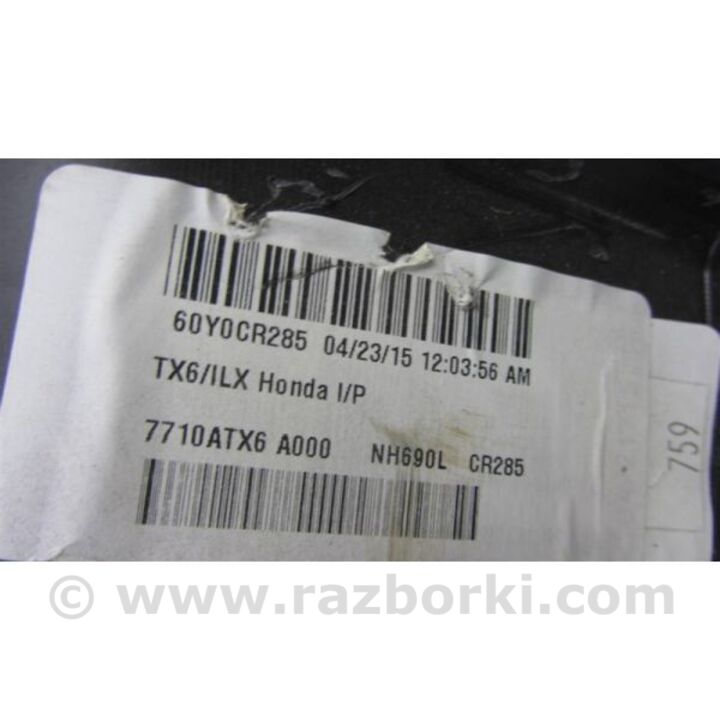 60Y0CR285 04/23/15 12:03:56 AM
TX6/ILX Honda I/P
7710ATX6 A000 NH690L CR285
759
© www.razborki.com